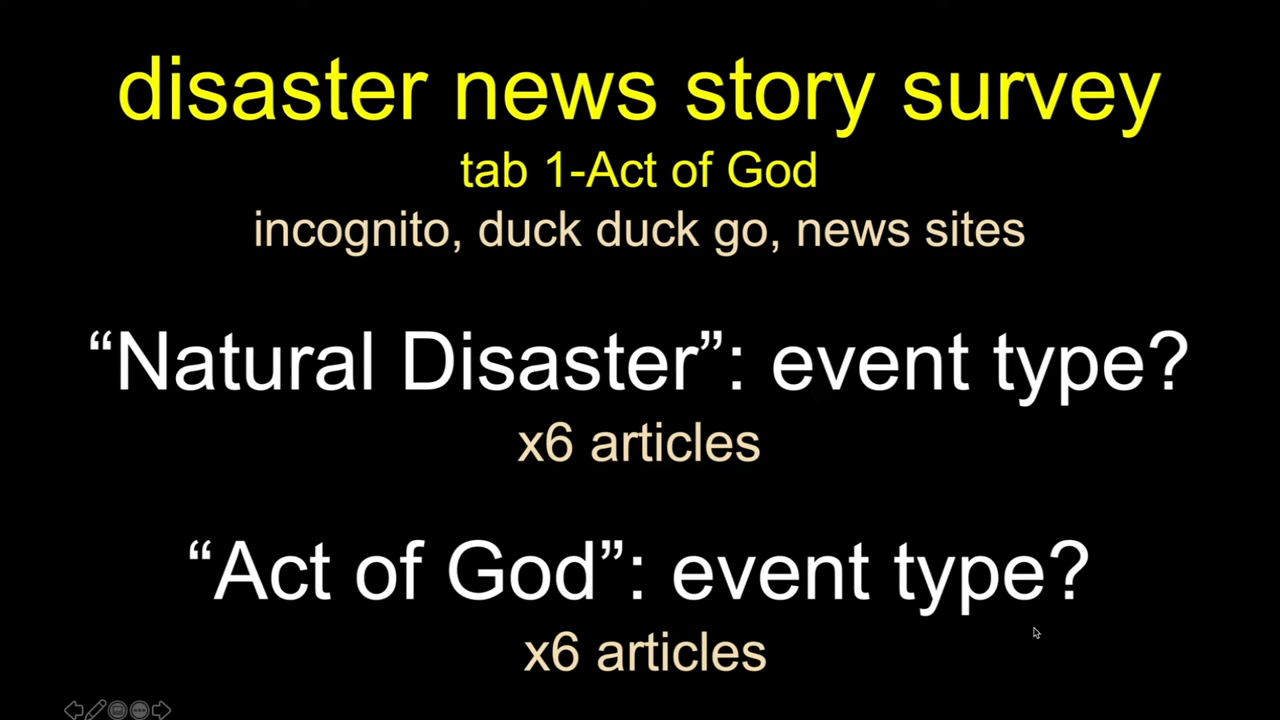 disaster news story survey
tab 1-Act of God
incognito, duck duck go, news sites
“Natural Disaster”: event type?
x6 articles
“Act of God”: event type?
x6 articles